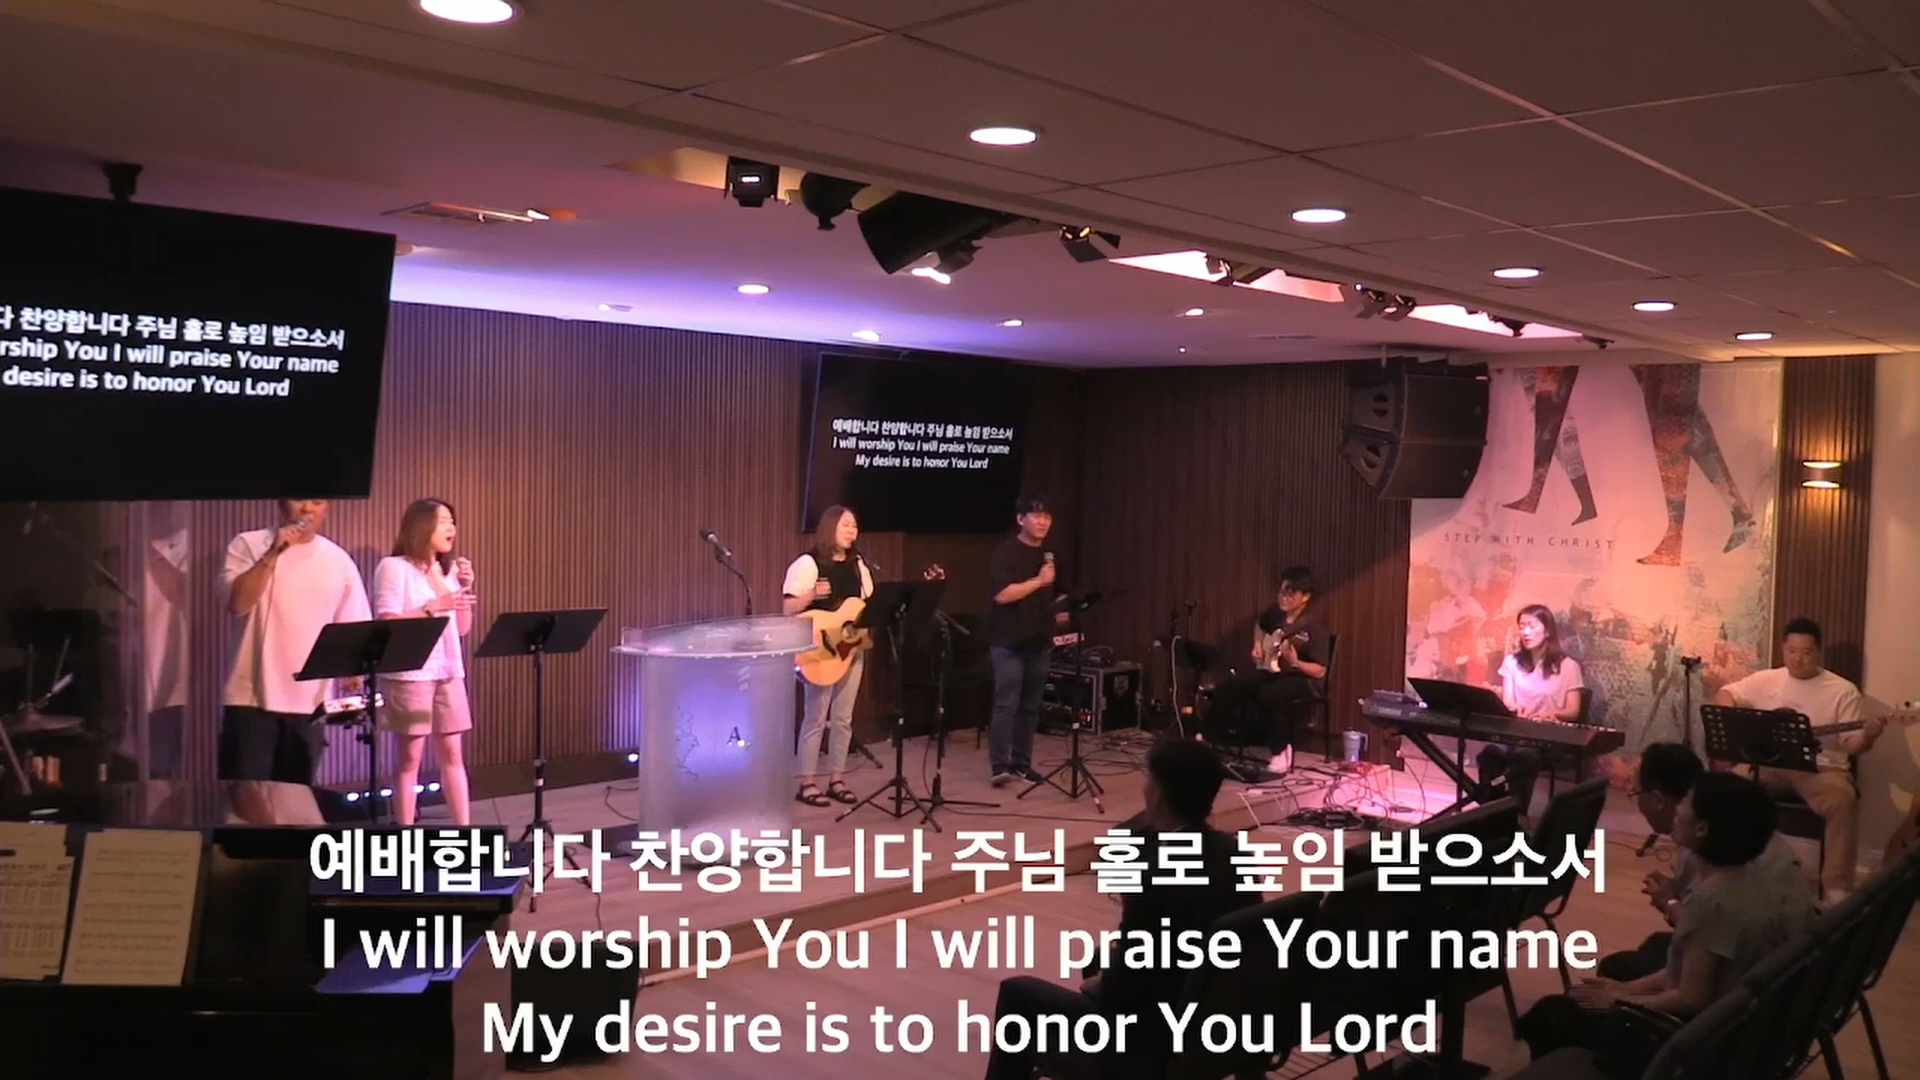 다 찬양합니다 주님 홀로 높임 받으소서
rship You I will praise Your name
desire is to honor You Lord
예배합니다 찬양합니다 주님 홀로 높임 받으소서
I will worship You I will praise Your name
My desire is to honor You Lord
STEP WITH CHRIST
A
예배합니다 찬양합니다 주님 홀로 높임 받으소서
I will worship You I will praise Your name
My desire is to honor You Lord